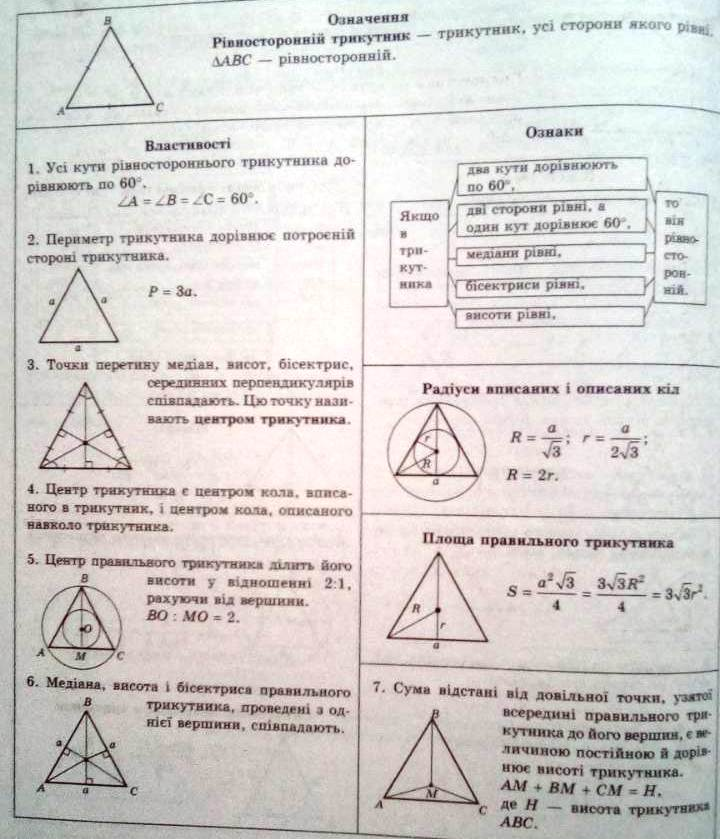 Означення
Рівносторонній трикутник — трикутник, усі сторони якого рівні.
ΔABC — рівносторонній.
B
A
C
Властивості
1. Усі кути рівностороннього трикутника до-
рівнюють по 60°.
∠A = ∠B = ∠C = 60°.
2. Периметр трикутника дорівнює потроєній
стороні трикутника.
a
a
P = 3a.
a
3. Точки перетину медіан, висот, бісектрис,
серединних перпендикулярів
співпадають. Цю точку нази-
вають центром трикутника.
4. Центр трикутника є центром кола, вписа-
ного в трикутник, і центром кола, описаного
навколо трикутника.
5. Центр правильного трикутника ділить його
висоти у відношенні 2:1,
рахуючи від вершини.
BO : MO = 2.
B
O
A
M
C
6. Медіана, висота і бісектриса правильного
трикутника, проведені з од-
нієї вершини, співпадають.
B
a
a
A
a
C
Ознаки
Якщо
в
три-
кут-
ника
два кути дорівнюють
по 60°,
дві сторони рівні, а
один кут дорівнює 60°,
медіани рівні,
бісектриси рівні,
висоти рівні,
то
він
рівно-
сто-
рон-
ній.
Радіуси вписаних і описаних кіл
r
R
a
R = a/√3; r = a/2√3;
R = 2r.
Площа правильного трикутника
R
r
a
S = a²√3/4 = 3√3R²/4 = 3√3r².
7. Сума відстані від довільної точки, узятої
всередині правильного три-
кутника до його вершин, є ве-
личиною постійною й дорів-
нює висоті трикутника.
AM + BM + CM = H,
де H — висота трикутника
ABC.
B
M
A
C